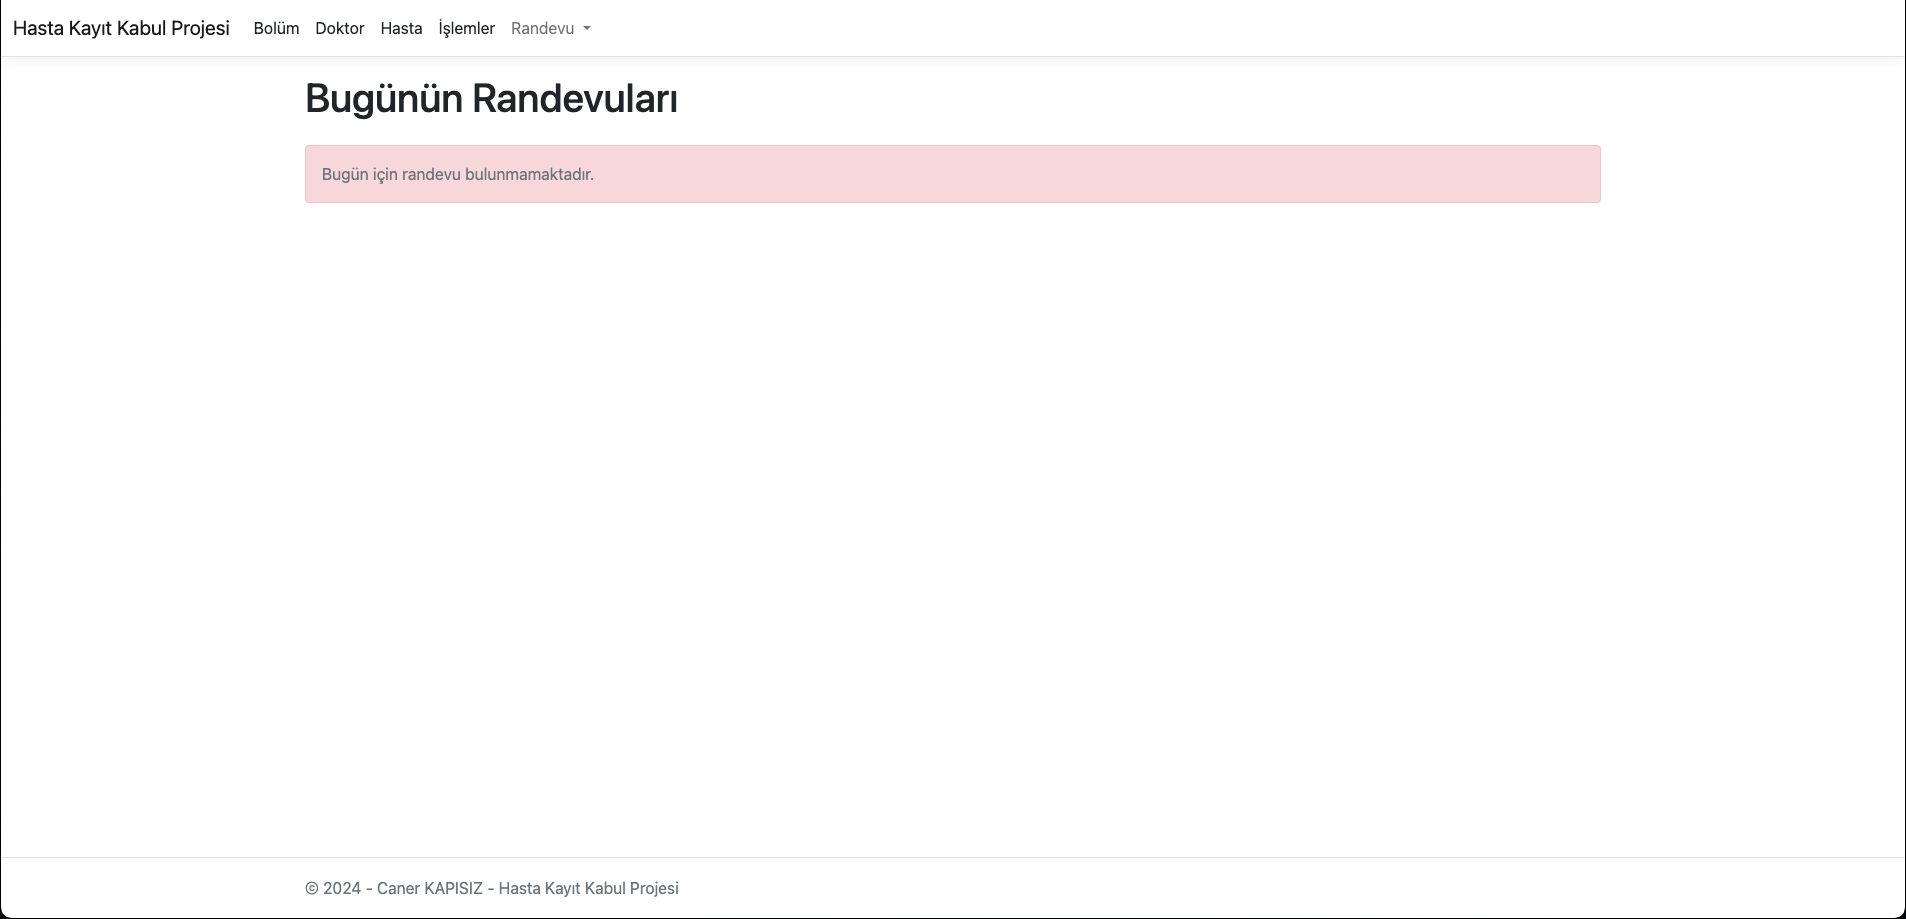 Hasta Kayıt Kabul Projesi Bolüm Doktor Hasta İşlemler Randevu
Bugünün Randevuları
Bugün için randevu bulunmamaktadır.
© 2024 - Caner KAPISIZ - Hasta Kayıt Kabul Projesi